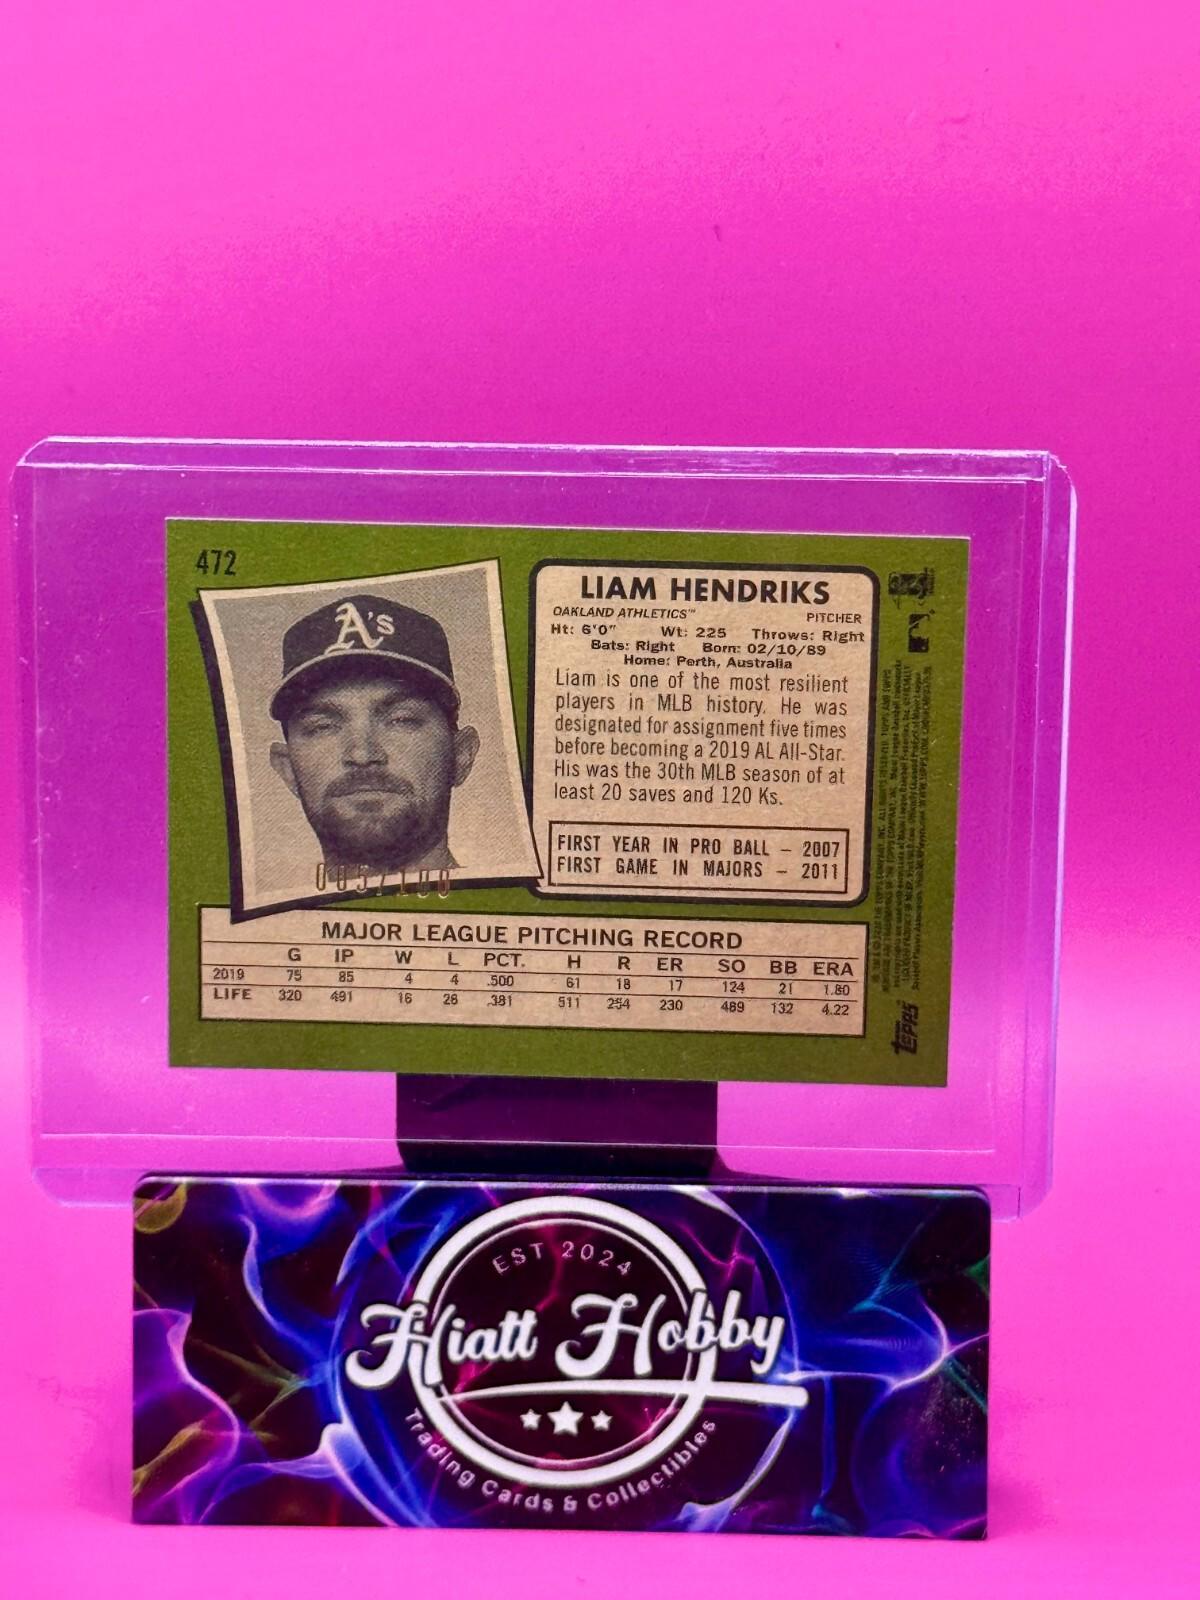 472
A's
005/100
LIAM HENDRIKS
OAKLAND ATHLETICS™ PITCHER
Ht: 6'0" Wt: 225 Throws: Right
Bats: Right Born: 02/10/89
Home: Perth, Australia
Liam is one of the most resilient
players in MLB history. He was
designated for assignment five times
before becoming a 2019 AL All-Star.
His was the 30th MLB season of at
least 20 saves and 120 Ks.
FIRST YEAR IN PRO BALL – 2007
FIRST GAME IN MAJORS – 2011
MAJOR LEAGUE PITCHING RECORD
G IP W L PCT. H R ER SO BB ERA
2019 75 85 4 4 .500 61 18 17 124 21 1.80
LIFE 320 491 16 26 .381 511 254 230 489 132 4.22
Topps
EST 2024
Hiatt Hobby
Trading Cards & Collectibles